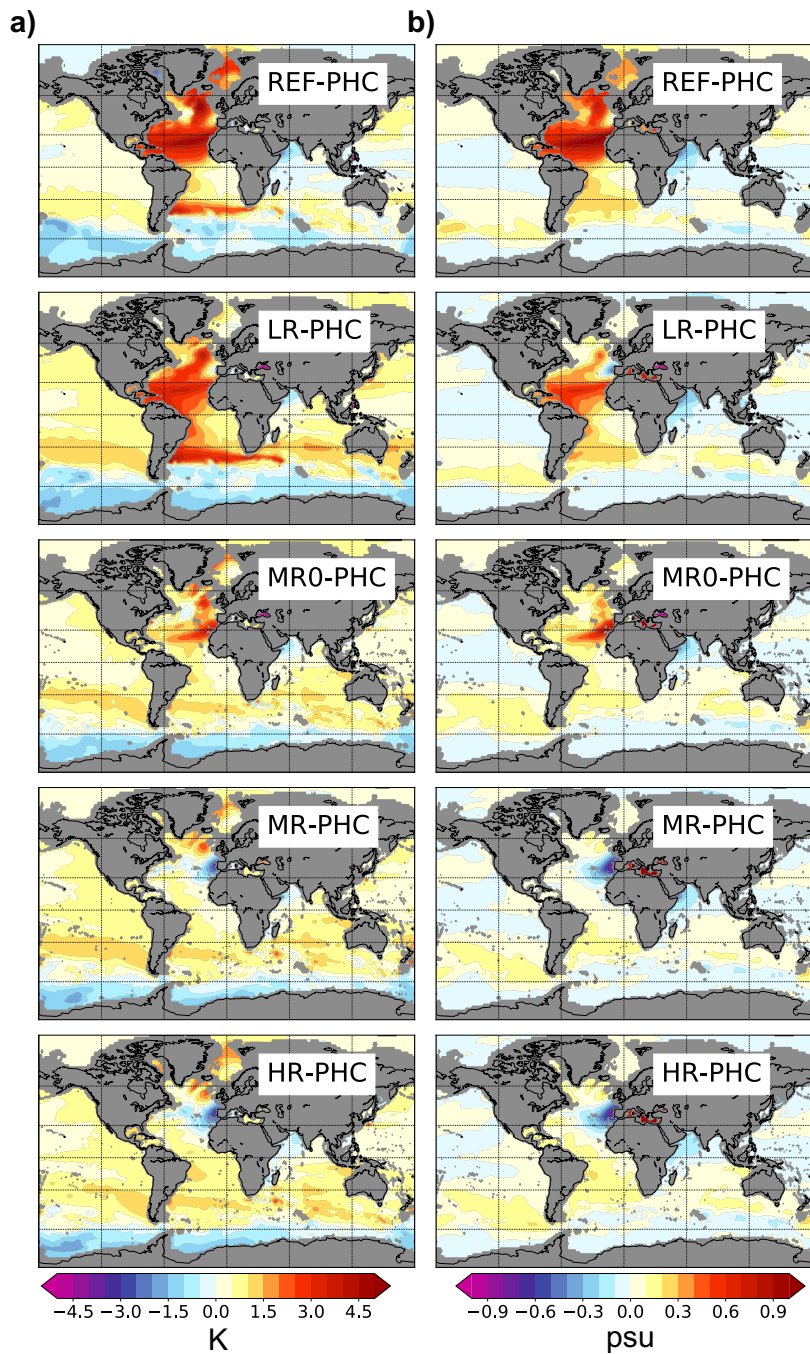 a) b)
REF-PHC REF-PHC
LR-PHC LR-PHC
MR0-PHC MR0-PHC
MR-PHC MR-PHC
HR-PHC HR-PHC
−4.5 −3.0 −1.5 0.0 1.5 3.0 4.5 −0.9 −0.6 −0.3 0.0 0.3 0.6 0.9
K psu